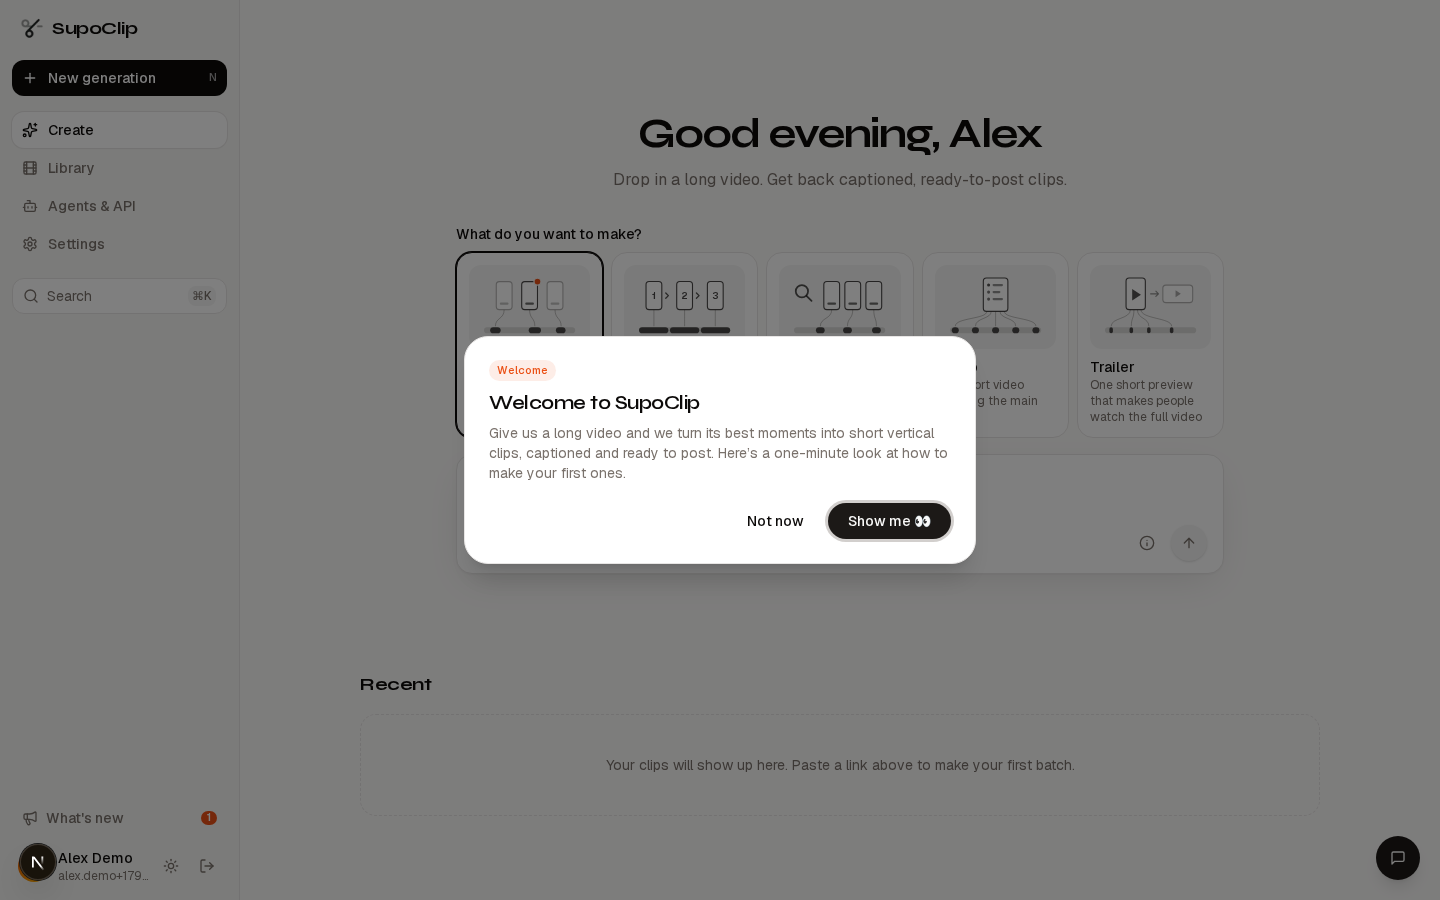 SupoClip
New generation N
Create
Library
Agents & API
Settings
Search ⌘K
What's new 1
N
Alex Demo
alex.demo+179...
Good evening, Alex
Drop in a long video. Get back captioned, ready-to-post clips.
What do you want to make?
1 2 3
Trailer
One short preview
that makes people
watch the full video
ort video
g the main
Welcome
Welcome to SupoClip
Give us a long video and we turn its best moments into short vertical
clips, captioned and ready to post. Here's a one-minute look at how to
make your first ones.
Not now
Show me 👀
Recent
Your clips will show up here. Paste a link above to make your first batch.